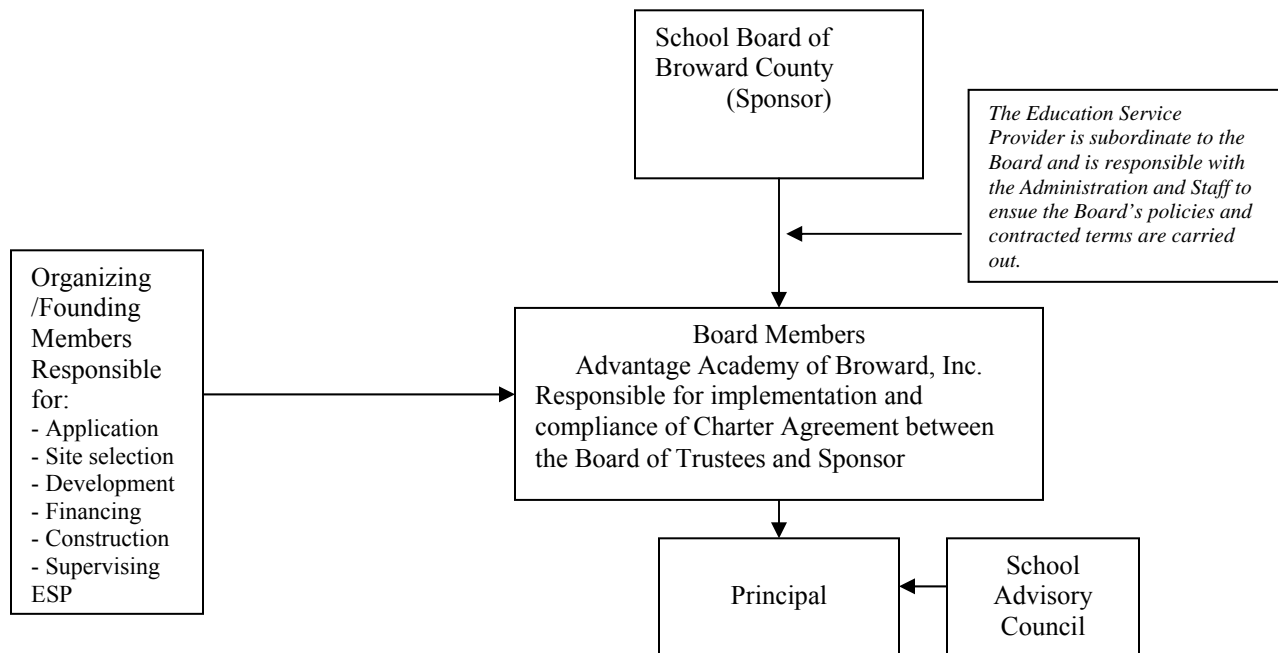 School Board of
Broward County
(Sponsor)
The Education Service
Provider is subordinate to the
Board and is responsible with
the Administration and Staff to
ensue the Board’s policies and
contracted terms are carried
out.
Organizing
/Founding
Members
Responsible
for:
- Application
- Site selection
- Development
- Financing
- Construction
- Supervising
ESP
Board Members
Advantage Academy of Broward, Inc.
Responsible for implementation and
compliance of Charter Agreement between
the Board of Trustees and Sponsor
Principal
School
Advisory
Council